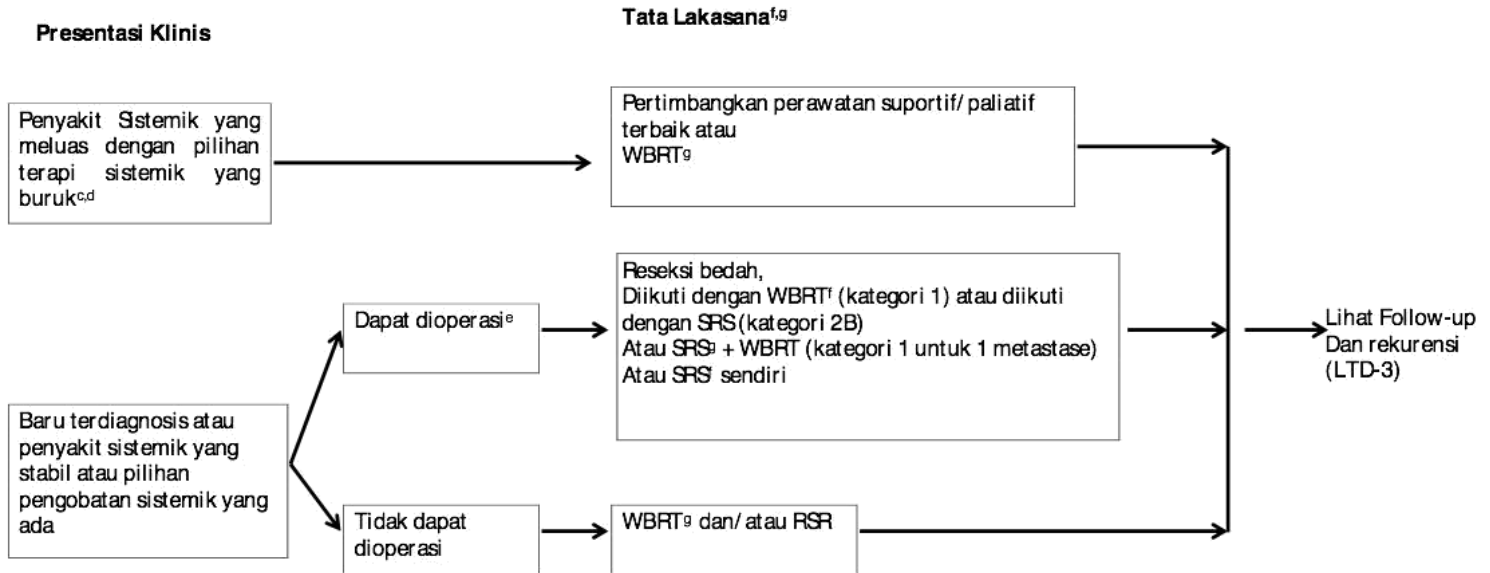 Presentasi Klinis
Tata Lakasanaᶠ,ᵍ
Penyakit Sistemik yang
meluas dengan pilihan
terapi sistemik yang
burukᶜ,ᵈ
Pertimbangkan perawatan suportif/ paliatif
terbaik atau
WBRTᵍ
Dapat dioperasiᵉ
Reseksi bedah,
Diikuti dengan WBRTᶠ (kategori 1) atau diikuti
dengan SRS (kategori 2B)
Atau SRSᵍ + WBRT (kategori 1 untuk 1 metastase)
Atau SRSᶠ sendiri
Baru terdiagnosis atau
penyakit sistemik yang
stabil atau pilihan
pengobatan sistemik yang
ada
Tidak dapat
dioperasi
WBRTᵍ dan/ atau RSR
Lihat Follow-up
Dan rekurensi
(LTD-3)